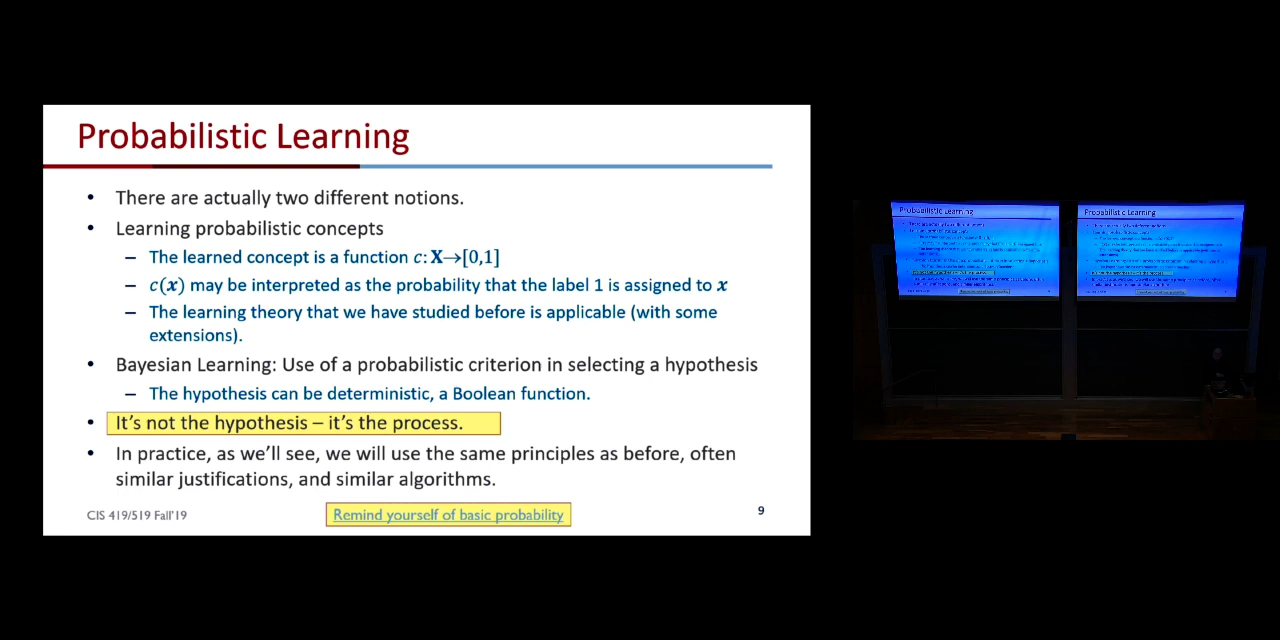 Probabilistic Learning
• There are actually two different notions.
• Learning probabilistic concepts
– The learned concept is a function c: X→[0,1]
– c(x) may be interpreted as the probability that the label 1 is assigned to x
– The learning theory that we have studied before is applicable (with some
extensions).
• Bayesian Learning: Use of a probabilistic criterion in selecting a hypothesis
– The hypothesis can be deterministic, a Boolean function.
• It's not the hypothesis – it's the process.
• In practice, as we'll see, we will use the same principles as before, often
similar justifications, and similar algorithms.
CIS 419/519 Fall'19
Remind yourself of basic probability
9
Probabilistic Learning
Probabilistic Learning